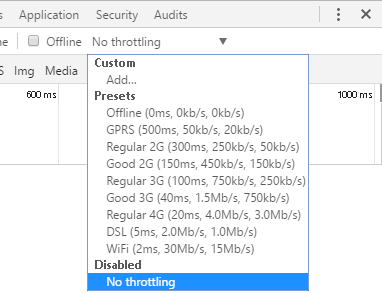 s Application Security Audits
ne Offline No throttling
S Img Media
600 ms 1000 ms
Custom
Add...
Presets
Offline (0ms, 0kb/s, 0kb/s)
GPRS (500ms, 50kb/s, 20kb/s)
Regular 2G (300ms, 250kb/s, 50kb/s)
Good 2G (150ms, 450kb/s, 150kb/s)
Regular 3G (100ms, 750kb/s, 250kb/s)
Good 3G (40ms, 1.5Mb/s, 750kb/s)
Regular 4G (20ms, 4.0Mb/s, 3.0Mb/s)
DSL (5ms, 2.0Mb/s, 1.0Mb/s)
WiFi (2ms, 30Mb/s, 15Mb/s)
Disabled
No throttling